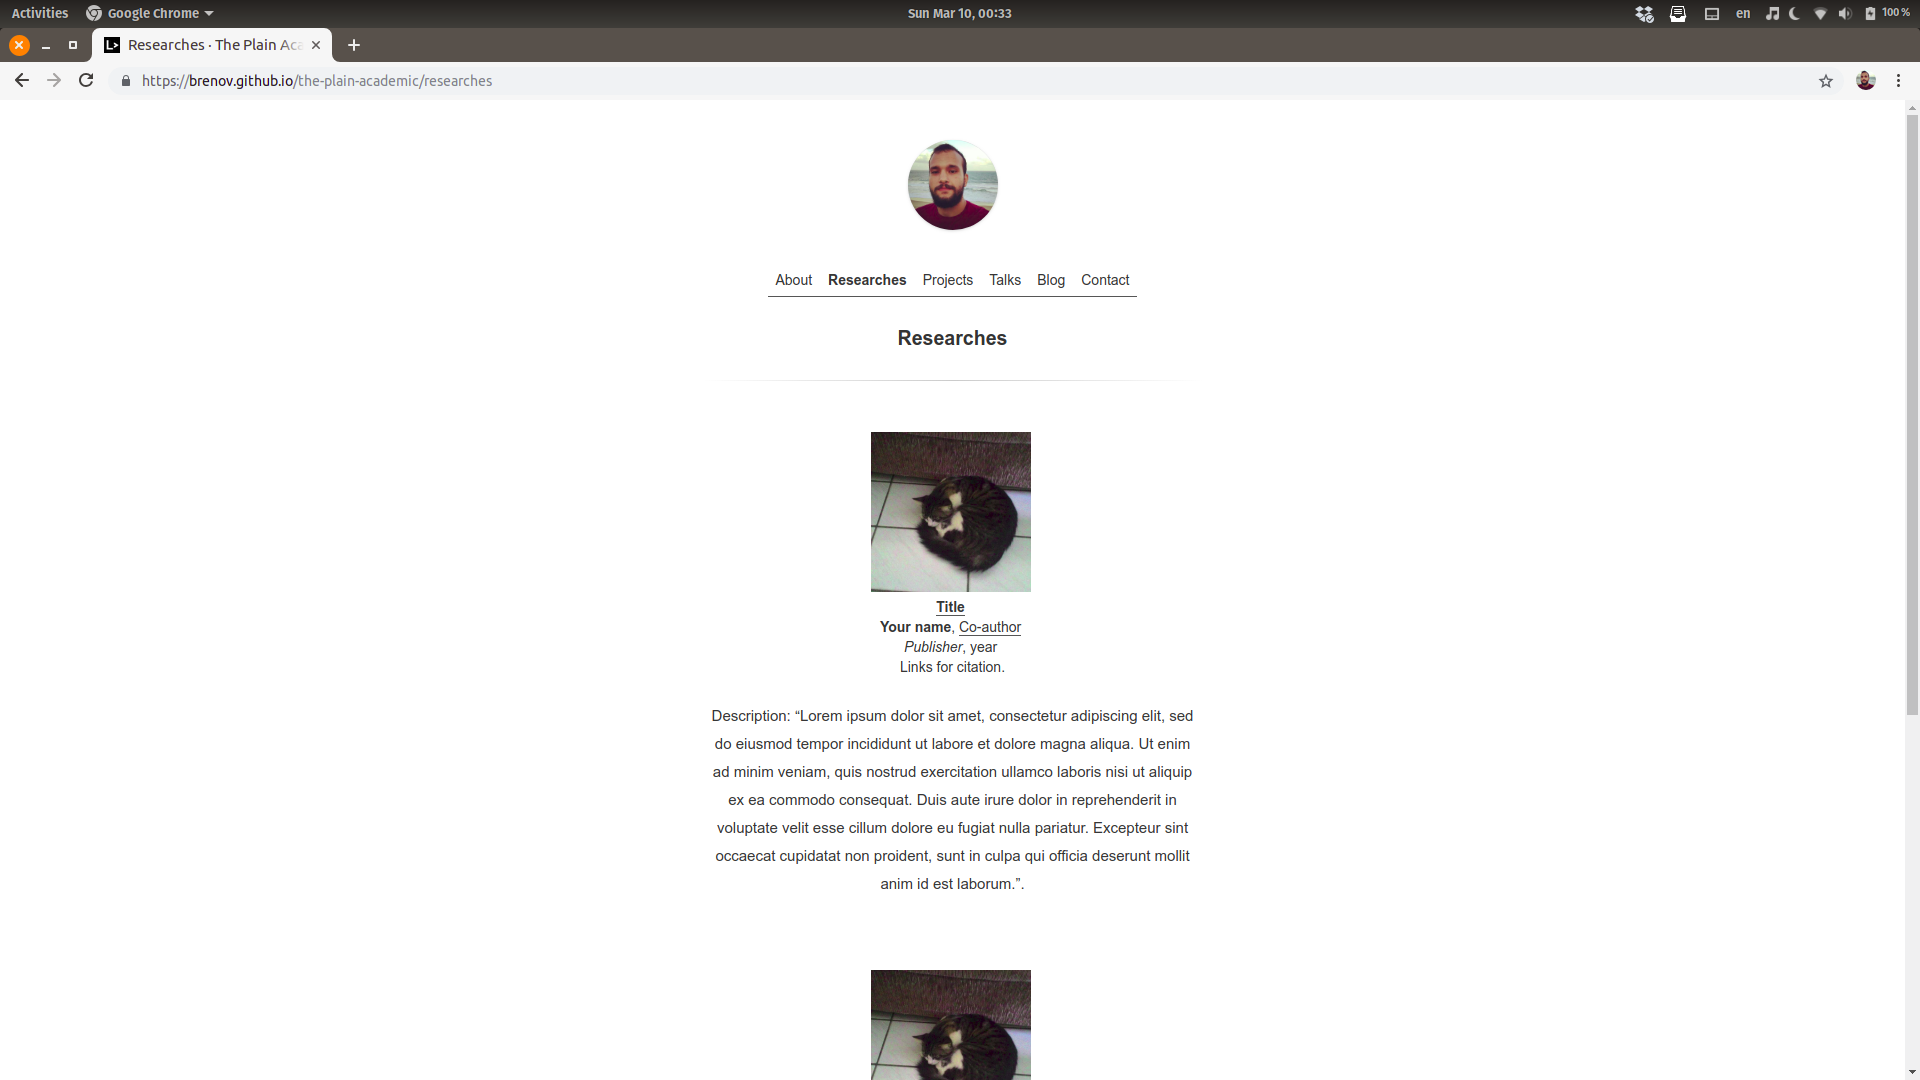 Activities Google Chrome Sun Mar 10, 00:33 en 100 %
Researches · The Plain Aca
https://brenov.github.io/the-plain-academic/researches
About Researches Projects Talks Blog Contact
Researches
Title
Your name, Co-author
Publisher, year
Links for citation.
Description: “Lorem ipsum dolor sit amet, consectetur adipiscing elit, sed
do eiusmod tempor incididunt ut labore et dolore magna aliqua. Ut enim
ad minim veniam, quis nostrud exercitation ullamco laboris nisi ut aliquip
ex ea commodo consequat. Duis aute irure dolor in reprehenderit in
voluptate velit esse cillum dolore eu fugiat nulla pariatur. Excepteur sint
occaecat cupidatat non proident, sunt in culpa qui officia deserunt mollit
anim id est laborum.”.